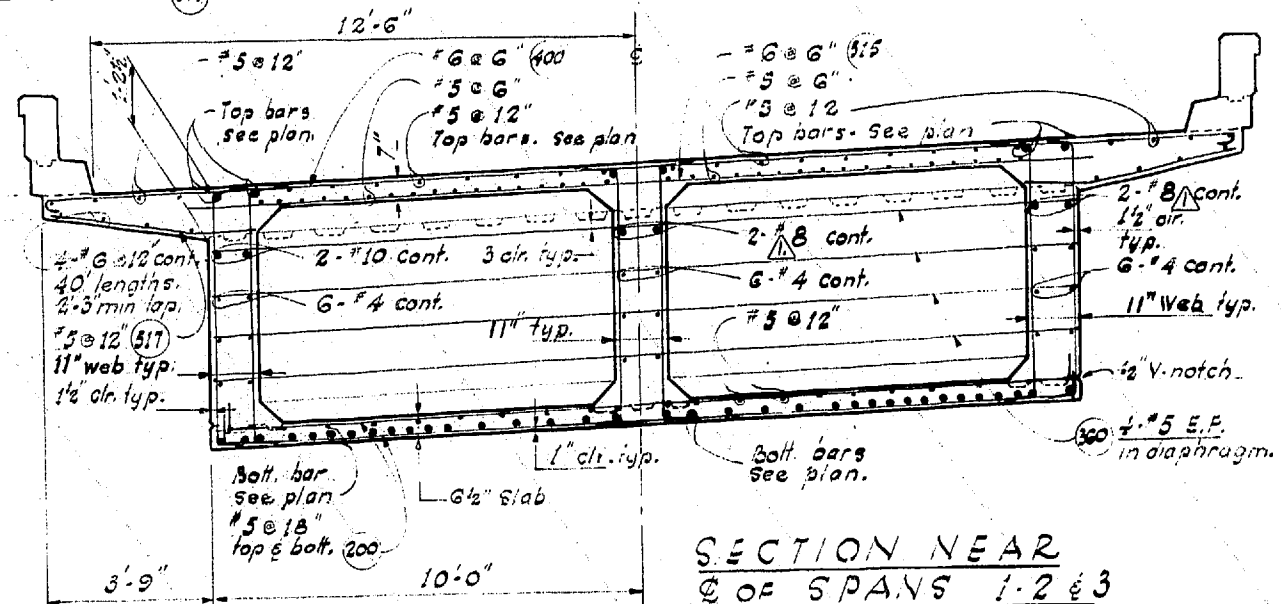 12'-6"
#5 @ 12"
#6 @ 6" 400
℄
#6 @ 6" 315
#5 @ 6"
#5 @ 6"
Top bars
see plan
#5 @ 12"
#5 @ 12
Top bars. See plan
Top bars- See plan
7"
2-#8 1 cont.
1½" clr.
typ.
4-#6 @ 12" cont.
40' lengths.
2'-3" min lap.
2-#10 cont.
3 clr. typ.
2-#8 cont.
1.
6-#4 cont.
6-#4 cont.
6-#4 cont.
#5 @ 12" 517
11" typ.
#5 @ 12"
11" Web typ.
11" web typ.
1½" clr. typ.
½" V-notch
360 4-#5 E.F.
in diaphragm.
Bott. bar
see plan
1" clr. typ.
Bott. bars
see plan.
6½" Slab
#5 @ 18"
top & bott. 200
3'-9"
10'-0"
SECTION NEAR
℄ OF SPANS 1-2 & 3